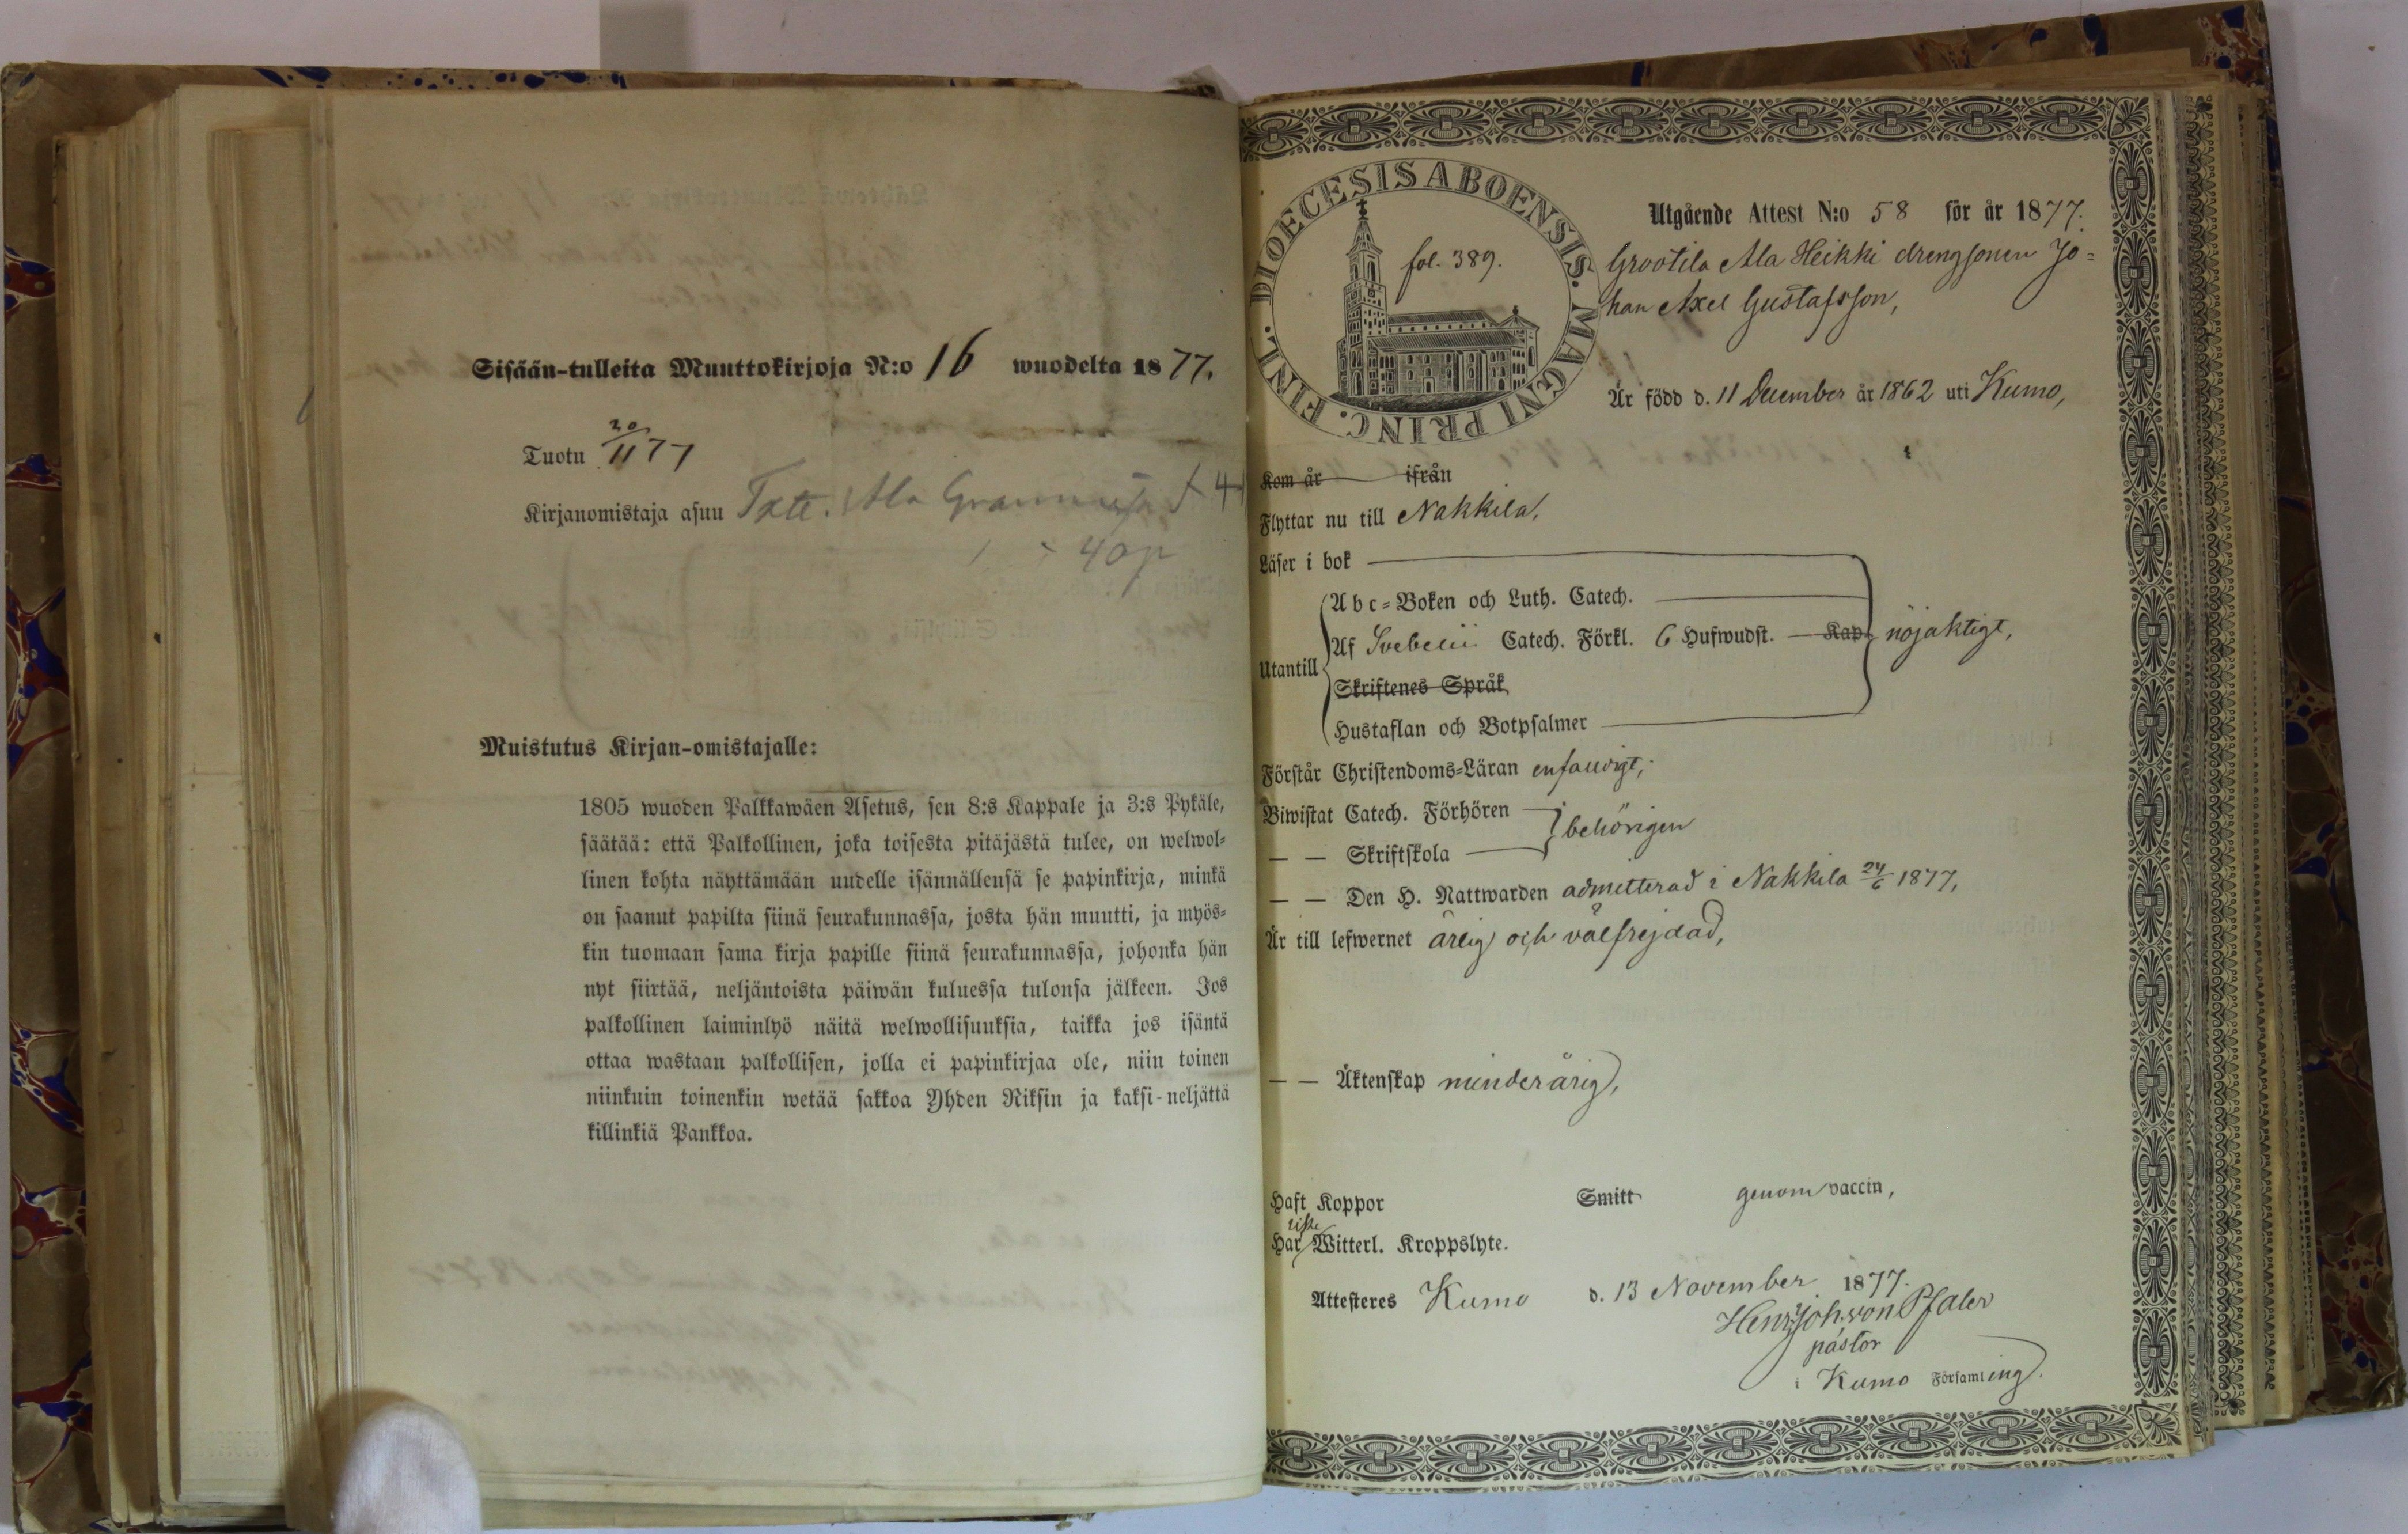 Sisään-tulleita Muuttokirjoja N:o 16 wuodelta 1877.
Tuotu 20/11 77
Kirjanomistaja asuu Tatt. Ala
40 p
Muistutus Kirjan-omistajalle:
1805 wuoden Palkkawäen Asetus, sen 8:s Kappale ja 3:s Pykäle,
säätää: että Palkollinen, joka toisesta pitäjästä tulee, on welwol=
linen kohta näyttämään uudelle isännällensä se papinkirja, minkä
on saanut papilta siinä seurakunnassa, josta hän muutti, ja myös=
kin tuomaan sama kirja papille siinä seurakunnassa, johonka hän
nyt siirtää, neljäntoista päiwän kuluessa tulonsa jälkeen. Jos
palkollinen laiminlyö näitä welwollisuuksia, taikka jos isäntä
ottaa wastaan palkollisen, jolla ei papinkirjaa ole, niin toinen
niinkuin toinenkin wetää sakkoa Yhden Riksin ja kaksi-neljättä
killinkiä Pankkoa.
DIOECESIS ABOENSIS. MAGNI PRINC. FINL.
fol. 389.
Utgående Attest N:o 58 för år 1877.
Grootila Ala Heikki drengsonen Jo=
han Axel Gustafsson,
Är född d. 11 December år 1862 uti Kumo,
Kom år ifrån
Flyttar nu till Nakkila,
Läser i bok
Utantill
Abc=Boken och Luth. Catech.
Af Svebelii Catech. Förkl. 6 Hufwudst. Kap. nöjaktigt,
Skriftenes Språk
Hustaflan och Botpsalmer
Förstår Christendoms=Läran enfaldigt,
Biwistat Catech. Förhören
— — Skriftskola behörigen
— — Den H. Nattwarden admitterad i Nakkila 24/6 1877,
Är till lefwernet ärlig och välfrejdad,
— — Äktenskap minderårig,
Haft Koppor Smitt genom vaccin,
Har icke Witterl. Kroppslyte.
Attesteres Kumo d. 13 November 1877.
Henr. Joh. von Pfaler
pastor
i Kumo Församling.